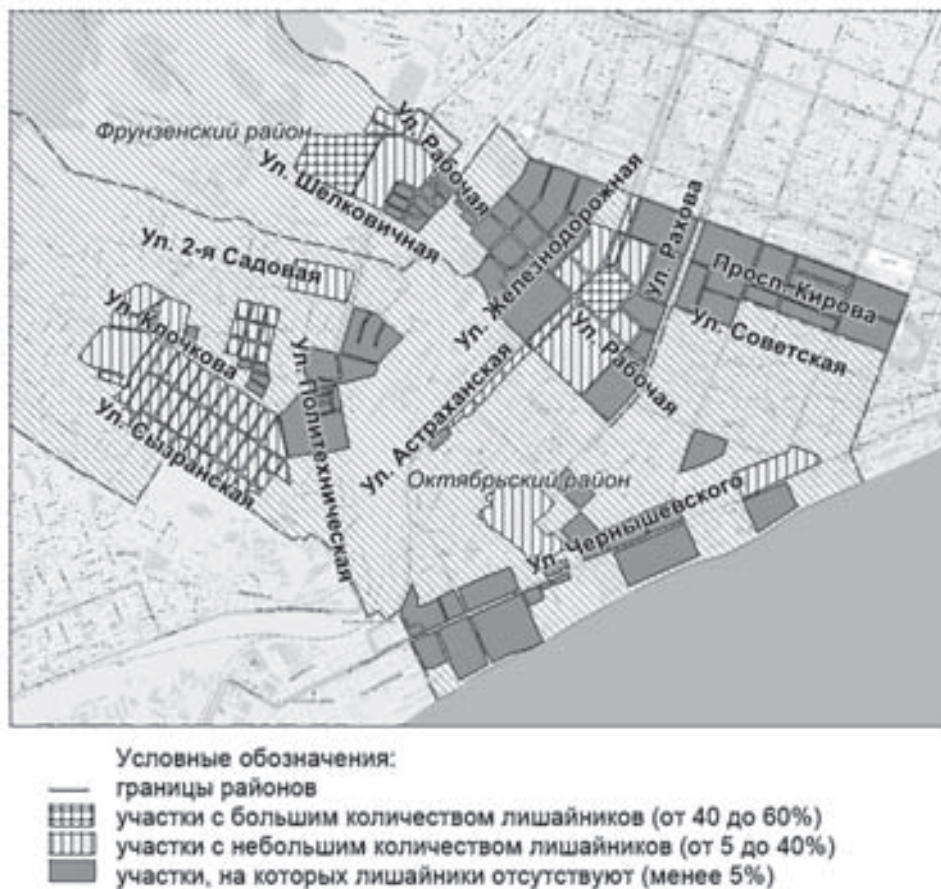 Фрунзенский район
Ул. Рабочая
Ул. Шелковичная
Ул. Железнодорожная
Ул. Рахова
Ул. 2-я Садовая
Просп. Кирова
Ул. Советская
Ул. Клочкова
Ул. Рабочая
Ул. Политехническая
Ул. Астраханская
Ул. Сызранская
Октябрьский район
Ул. Чернышевского
Условные обозначения:
границы районов
участки с большим количеством лишайников (от 40 до 60%)
участки с небольшим количеством лишайников (от 5 до 40%)
участки, на которых лишайники отсутствуют (менее 5%)